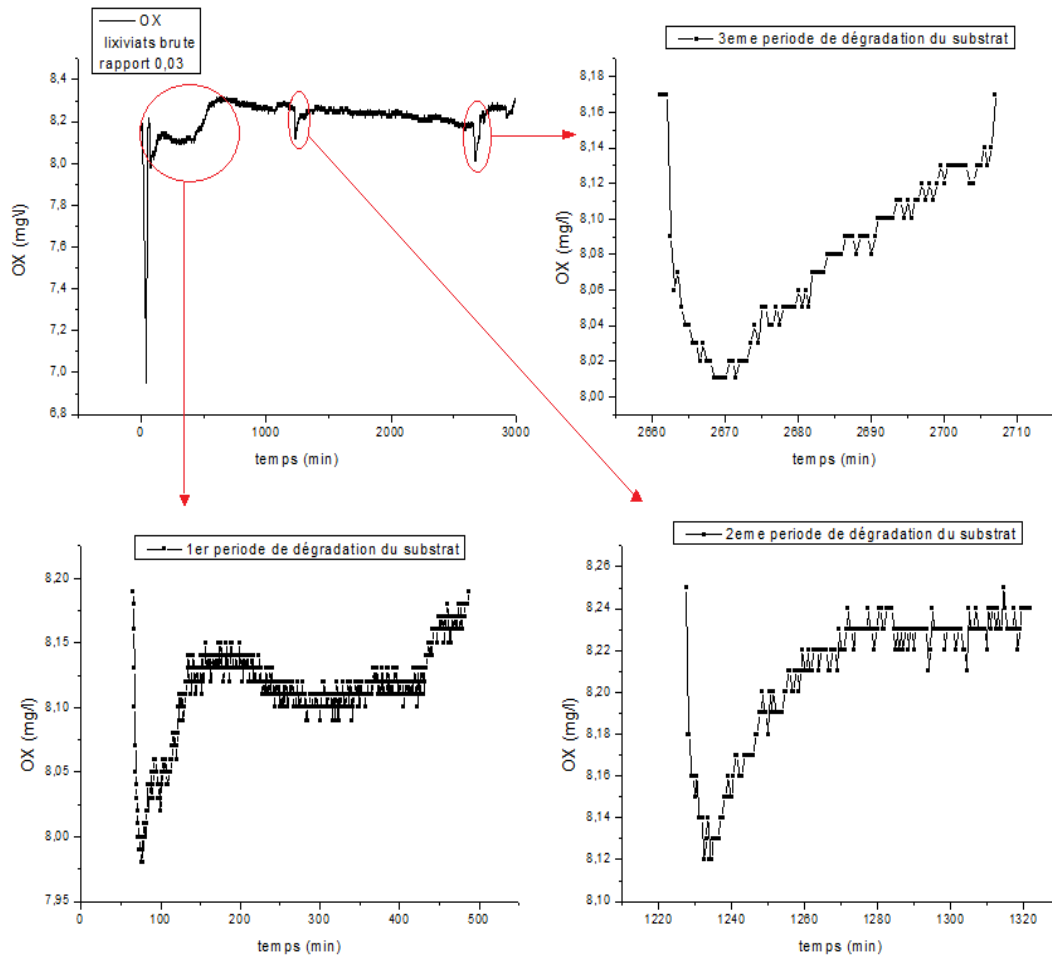 OX
lixiviats brute
rapport 0,03
8,4
8,2
8,0
7,8
7,6
7,4
7,2
7,0
6,8
OX (mg\l)
0 1000 2000 3000
temps (min)
3eme periode de dégradation du substrat
8,18
8,16
8,14
8,12
8,10
8,08
8,06
8,04
8,02
8,00
OX (mg/l)
2660 2670 2680 2690 2700 2710
temps (min)
1er periode de dégradation du substrat
8,20
8,15
8,10
8,05
8,00
7,95
OX (mg/l)
0 100 200 300 400 500
temps (min)
2eme periode de dégradation du substrat
8,26
8,24
8,22
8,20
8,18
8,16
8,14
8,12
8,10
OX (mg/l)
1220 1240 1260 1280 1300 1320
temps (min)